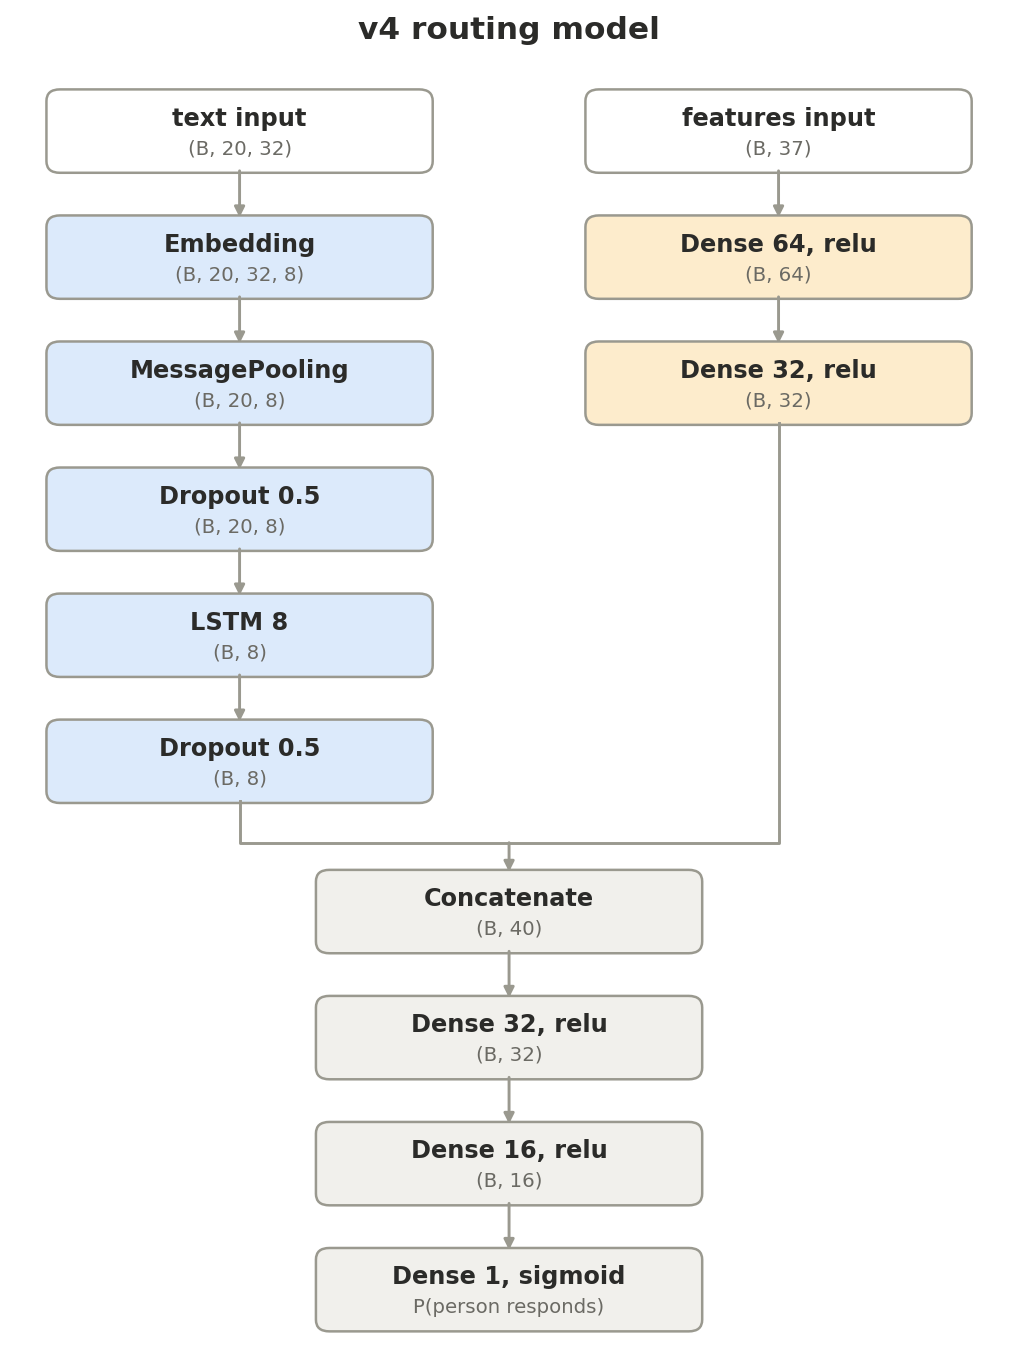 v4 routing model
text input
(B, 20, 32)
Embedding
(B, 20, 32, 8)
MessagePooling
(B, 20, 8)
Dropout 0.5
(B, 20, 8)
LSTM 8
(B, 8)
Dropout 0.5
(B, 8)
features input
(B, 37)
Dense 64, relu
(B, 64)
Dense 32, relu
(B, 32)
Concatenate
(B, 40)
Dense 32, relu
(B, 32)
Dense 16, relu
(B, 16)
Dense 1, sigmoid
P(person responds)